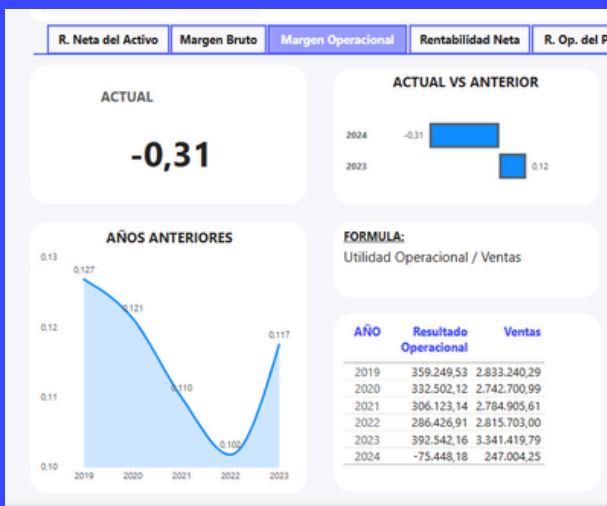 R. Neta del Activo Margen Bruto Margen Operacional Rentabilidad Neta R. Op. del P
ACTUAL
-0,31
ACTUAL VS ANTERIOR
2024 -0,31
2023 0,12
AÑOS ANTERIORES
0,13
0,127
0,121
0,12
0,117
0,110
0,11
0,102
0,10
2019 2020 2021 2022 2023
FORMULA:
Utilidad Operacional / Ventas
AÑO Resultado Ventas
Operacional
2019 359.249,53 2.833.240,29
2020 332.502,12 2.742.700,99
2021 306.123,14 2.784.905,61
2022 286.426,91 2.815.703,00
2023 392.542,16 3.341.419,79
2024 -75.448,18 247.004,25